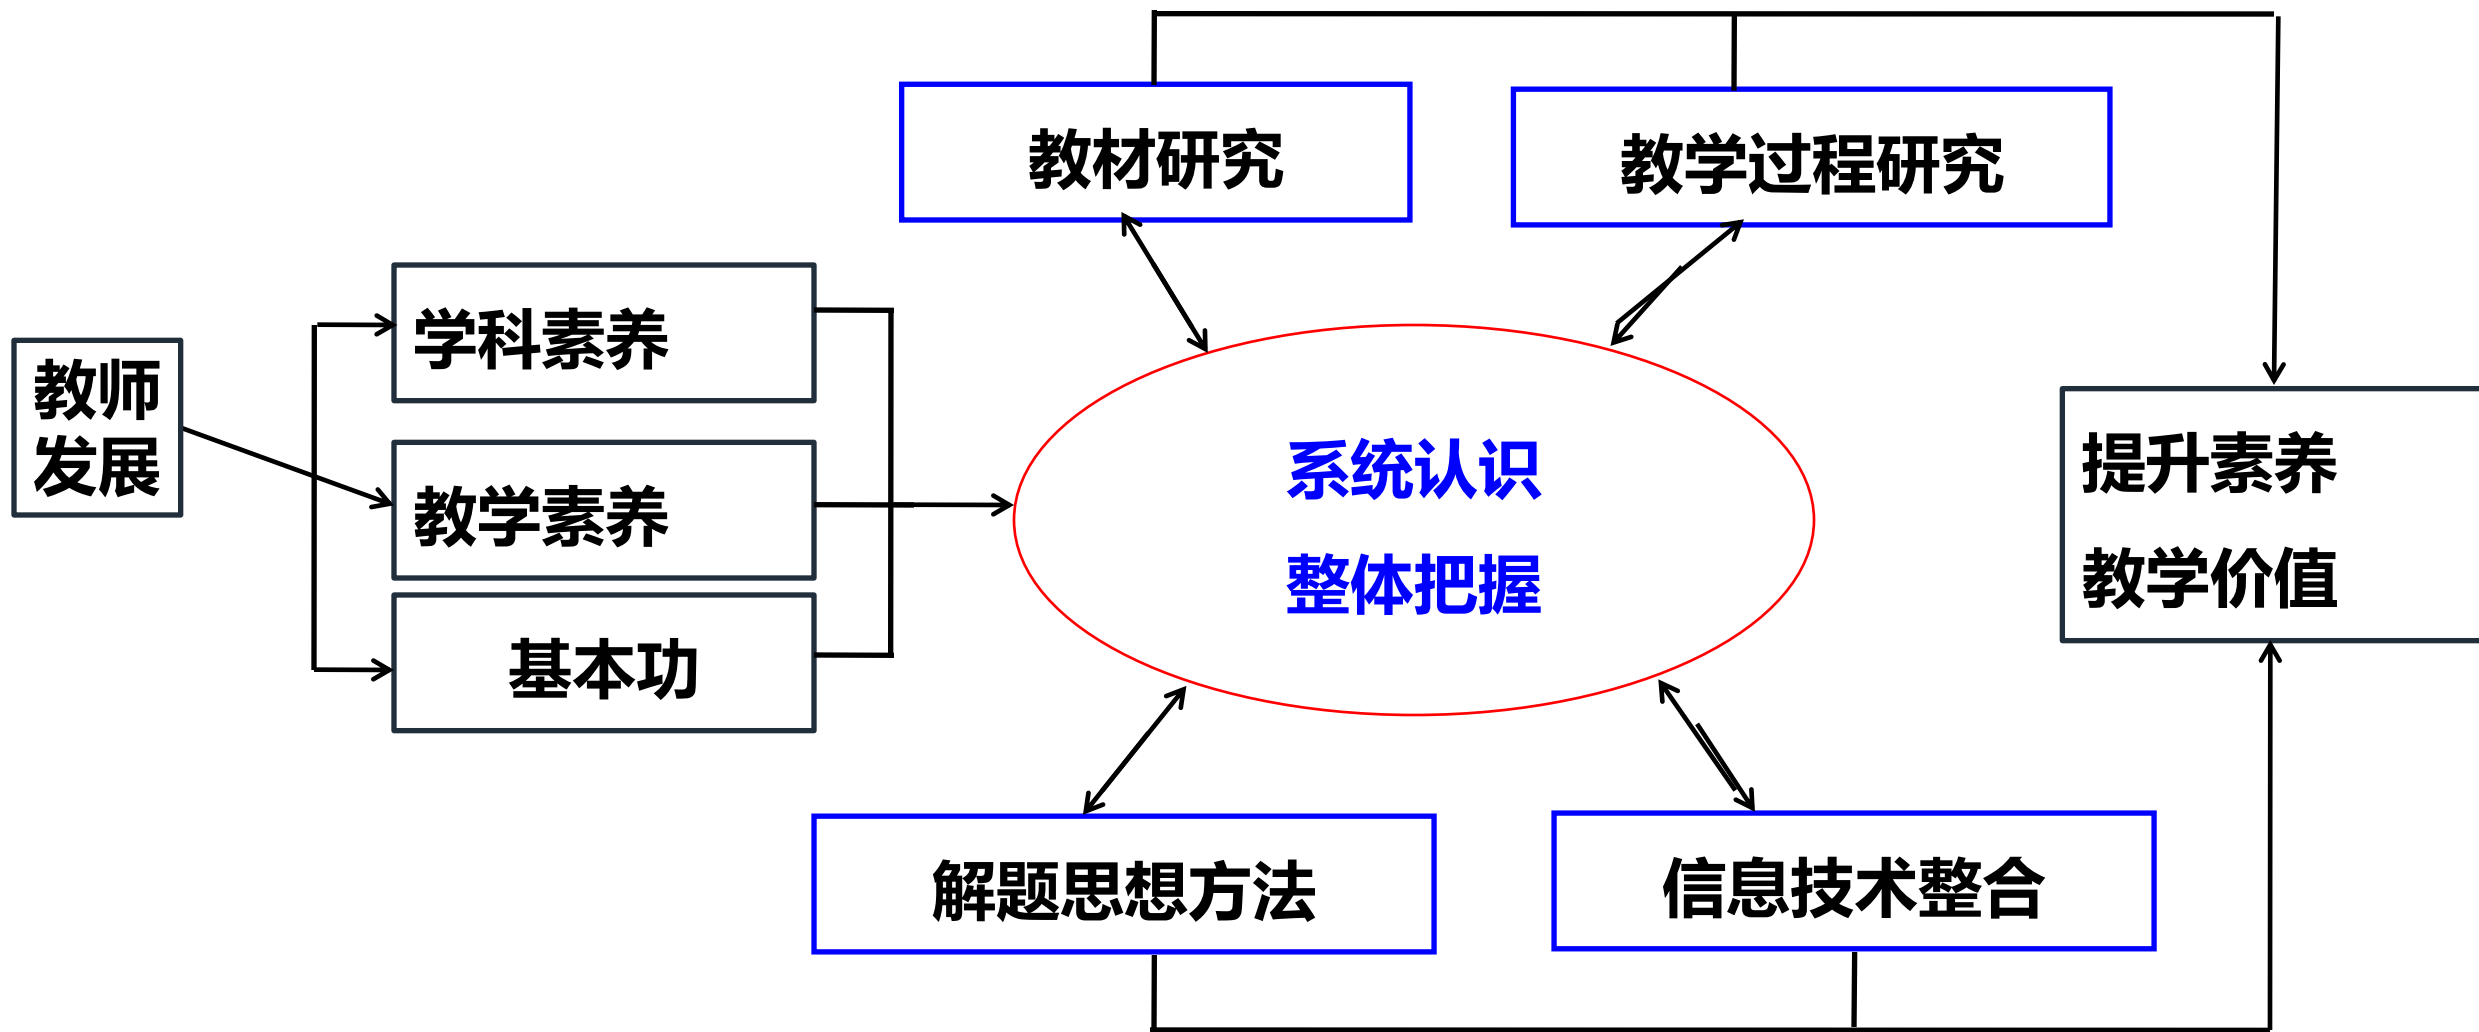 教师
发展
学科素养
教学素养
基本功
教材研究
教学过程研究
系统认识
整体把握
解题思想方法
信息技术整合
提升素养
教学价值